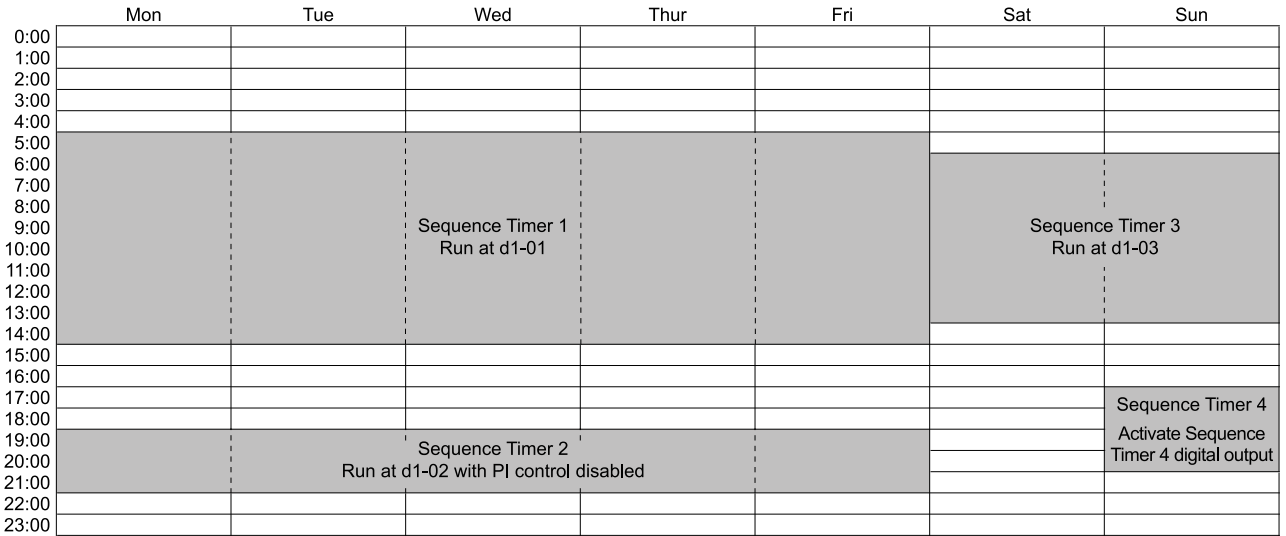 Mon Tue Wed Thur Fri Sat Sun
0:00
1:00
2:00
3:00
4:00
5:00
6:00
7:00
8:00
9:00
10:00
11:00
12:00
13:00
14:00
15:00
16:00
17:00
18:00
19:00
20:00
21:00
22:00
23:00
Sequence Timer 1
Run at d1-01
Sequence Timer 3
Run at d1-03
Sequence Timer 4
Activate Sequence
Timer 4 digital output
Sequence Timer 2
Run at d1-02 with PI control disabled